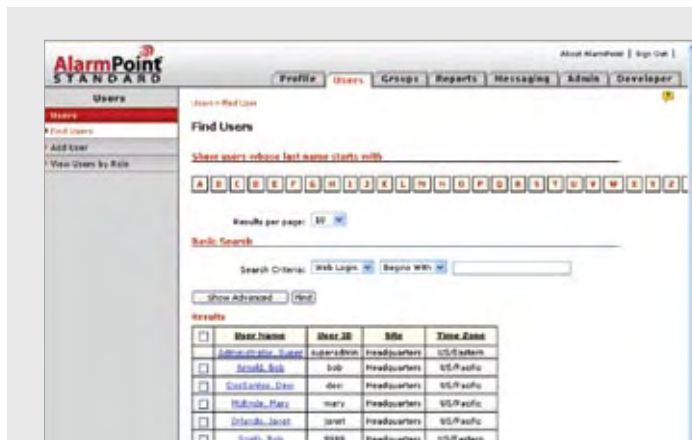 About AlarmPoint | Sign Out |
AlarmPoint
STANDARD
Profile Users Groups Reports Messaging Admin Developer
Users
Users
Find Users
Add User
View Users by Role
Users > Find User
Find Users
Show users whose last name starts with
A B C D E F G H I J K L M N O P Q R S T U V W X Y Z
Results per page: 10
Basic Search
Search Criteria: Web Login Begins With
Show Advanced Find
Results
User Name User ID Site Time Zone
Administrator, Super superadmin Headquarters US/Eastern
Arnold, Bob bob Headquarters US/Pacific
desi Headquarters US/Pacific
McBride, Mary mary Headquarters US/Pacific
Orlando, Janet janet Headquarters US/Pacific
Smith, Bob Headquarters US/Pacific